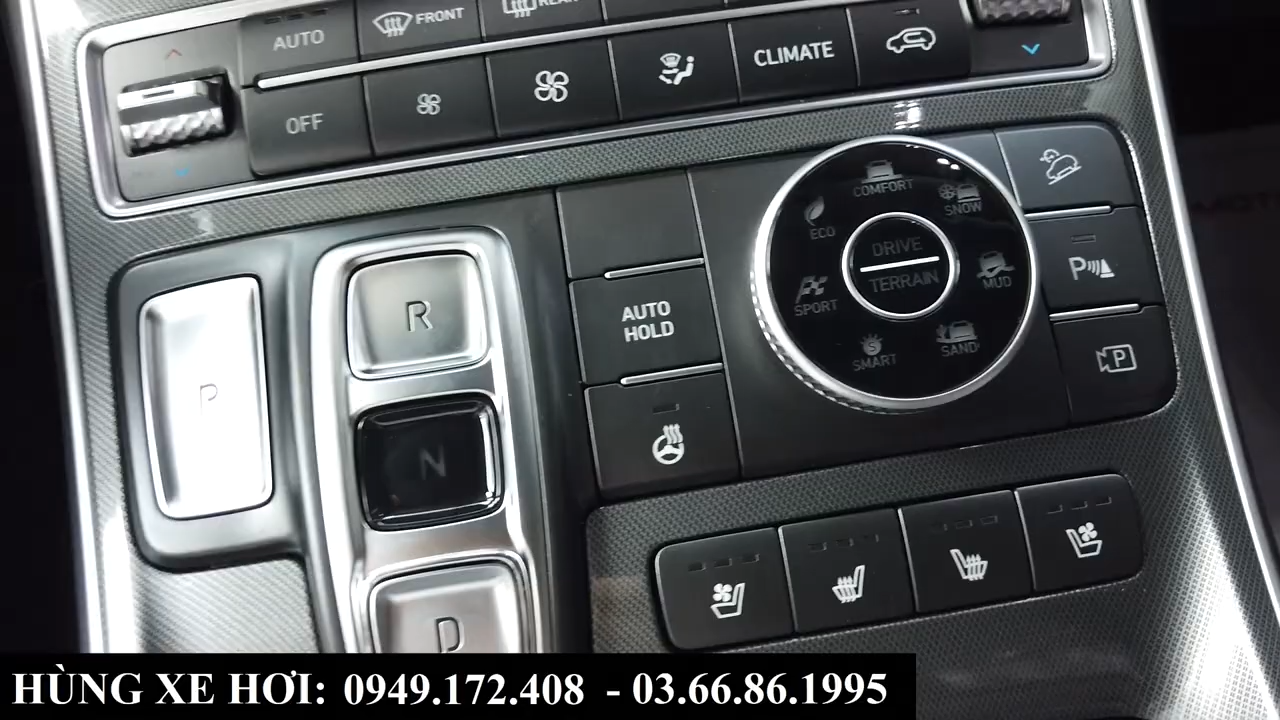 AUTO
FRONT
REAR
OFF
CLIMATE
P
R
N
D
AUTO
HOLD
COMFORT
SNOW
ECO
DRIVE
TERRAIN
MUD
SPORT
SMART
S
SAND
P
P
HÙNG XE HƠI: 0949.172.408 - 03.66.86.1995